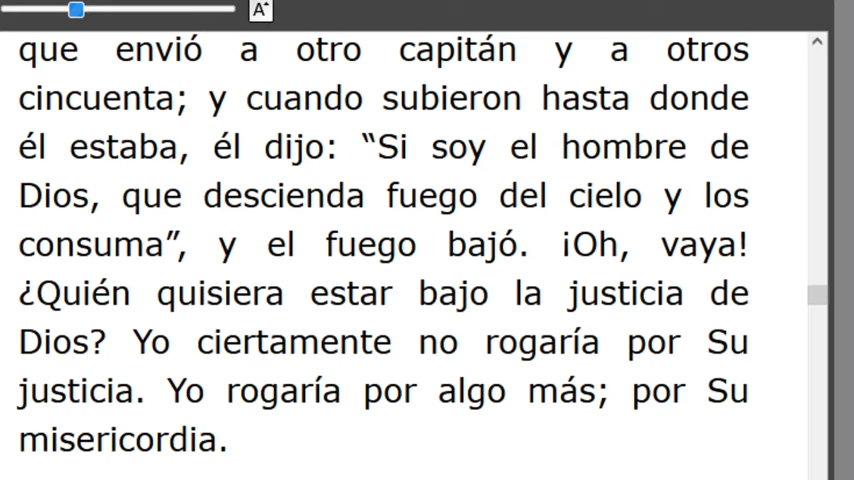 A
que envió a otro capitán y a otros
cincuenta; y cuando subieron hasta donde
él estaba, él dijo: “Si soy el hombre de
Dios, que descienda fuego del cielo y los
consuma”, y el fuego bajó. ¡Oh, vaya!
¿Quién quisiera estar bajo la justicia de
Dios? Yo ciertamente no rogaría por Su
justicia. Yo rogaría por algo más; por Su
misericordia.